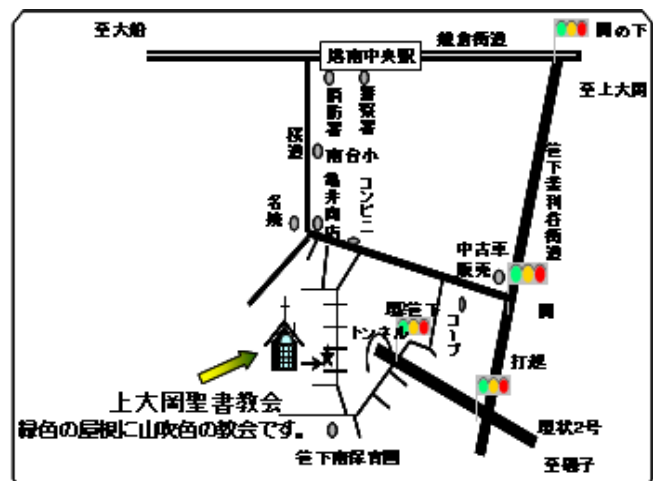 至大船
鎌倉街道
関の下
港南中央駅
至上大岡
消防署
警察署
桜道
南台小
笹下釜利谷街道
亀井商店
コンビニ
中古車
販売
関
環笹下
トンネル
コープ
打越
上大岡聖書教会
緑色の屋根に山吹色の教会です。
環状2号
笹下南保育園
至磯子